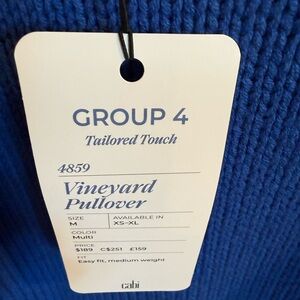 GROUP 4
Tailored Touch
4859
Vineyard
Pullover
SIZE
M
AVAILABLE IN
XS-XL
COLOR
Multi
PRICE
$189 C$251 £159
FIT
Easy fit, medium weight
cabi